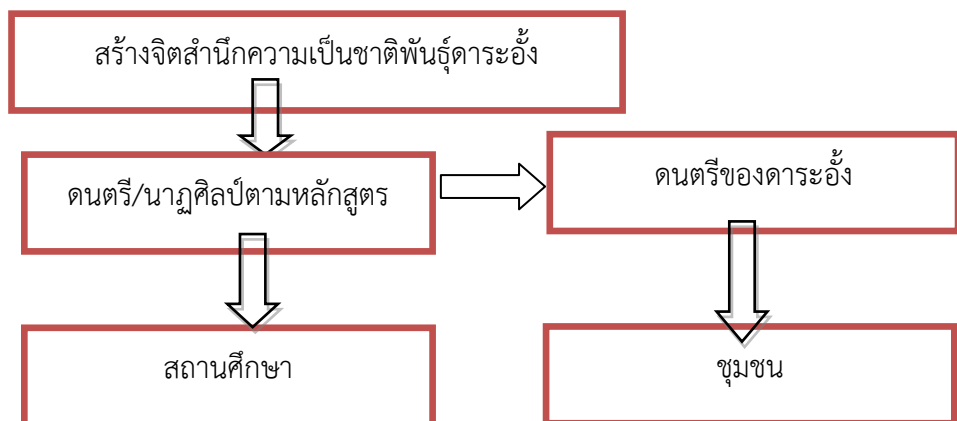 สร้างจิตสำนึกความเป็นชาติพันธุ์ดาระอั้ง
ดนตรี/นาฏศิลป์ตามหลักสูตร
ดนตรีของดาระอั้ง
สถานศึกษา
ชุมชน